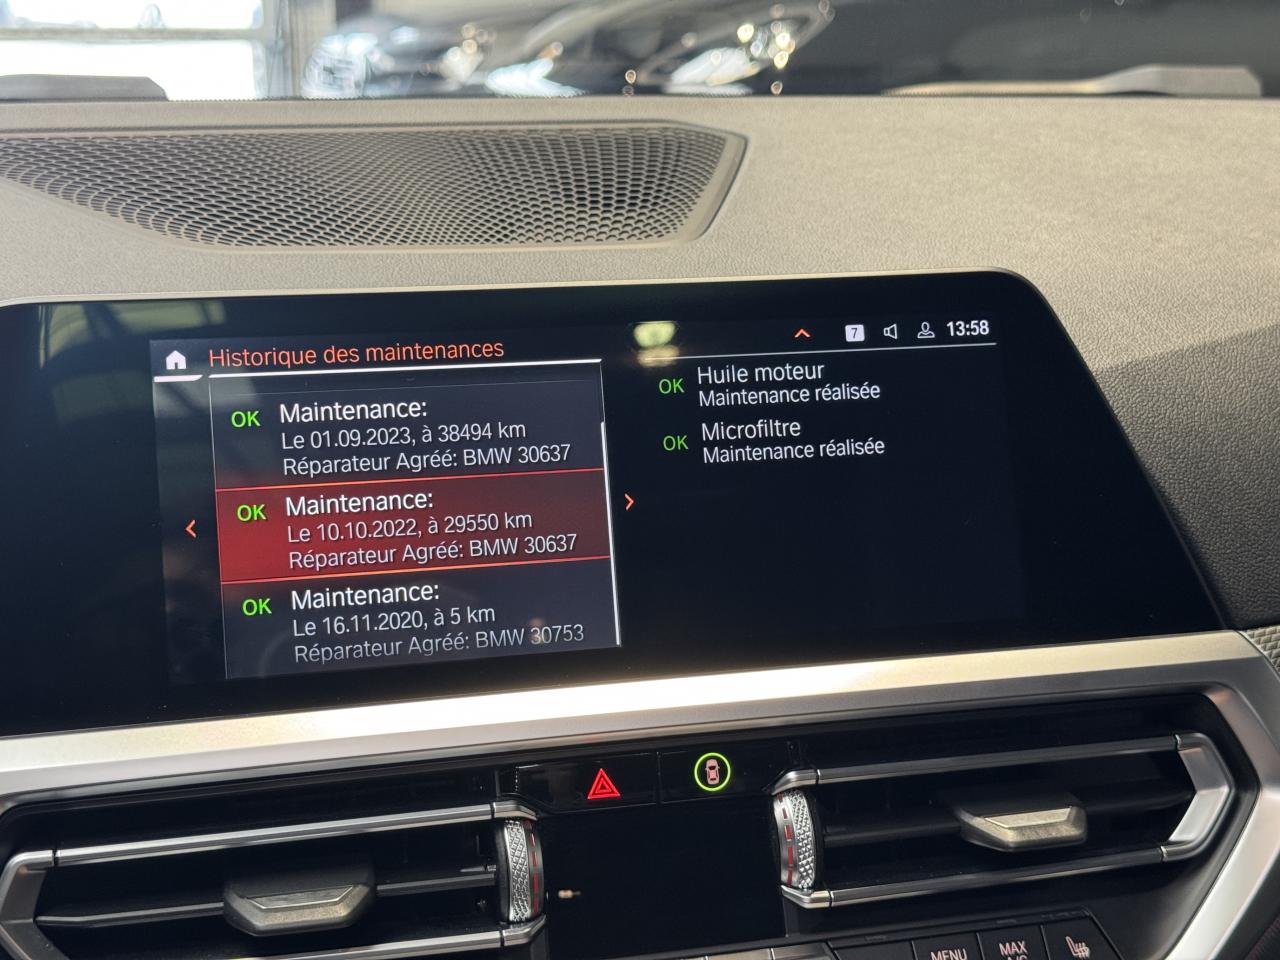 Historique des maintenances
7 13:58
OK Maintenance:
Le 01.09.2023, à 38494 km
Réparateur Agréé: BMW 30637
OK Maintenance:
Le 10.10.2022, à 29550 km
Réparateur Agréé: BMW 30637
OK Maintenance:
Le 16.11.2020, à 5 km
Réparateur Agréé: BMW 30753
OK Huile moteur
Maintenance réalisée
OK Microfiltre
Maintenance réalisée
MENU
MAX
A/C